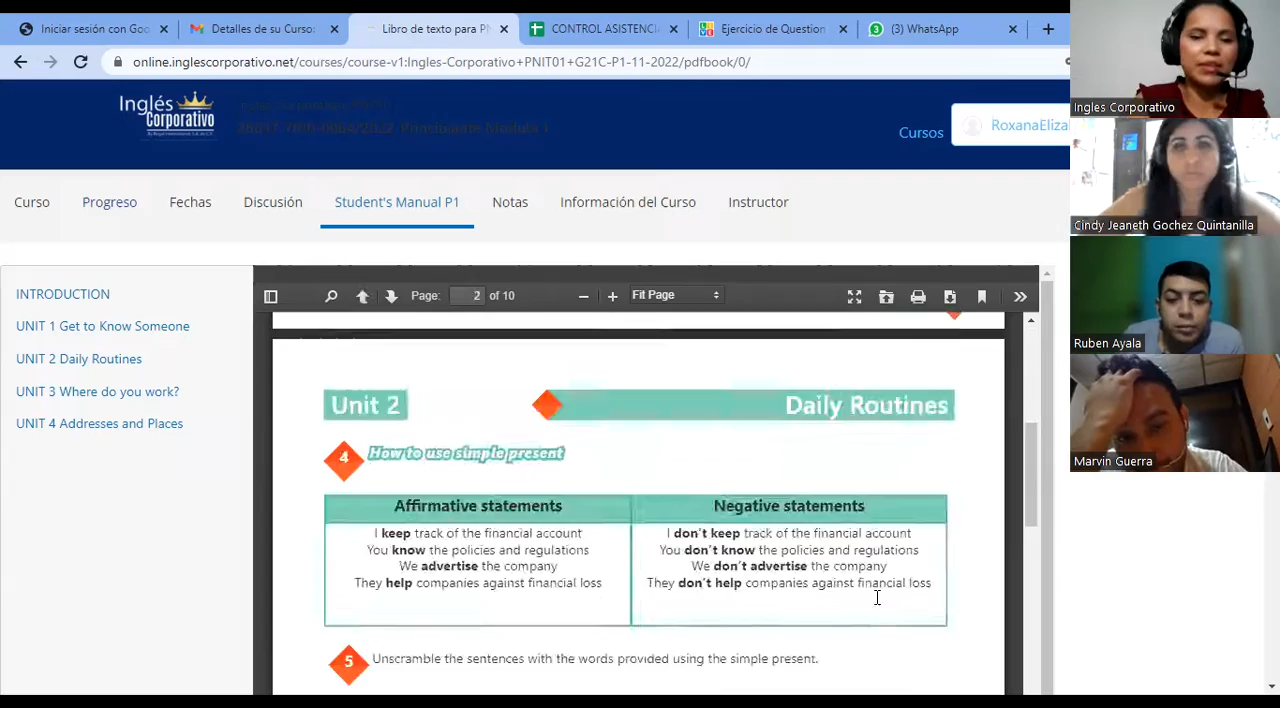 Iniciar sesión con Goo
Detalles de su Curso:
Libro de texto para PN
CONTROL ASISTENCI
Ejercicio de Question
(3) WhatsApp
online.inglescorporativo.net/courses/course-v1:Ingles-Corporativo+PNIT01+G21C-P1-11-2022/pdfbook/0/
Inglés
Corporativo
Cursos
RoxanaEliza
Curso
Progreso
Fechas
Discusión
Student's Manual P1
Notas
Información del Curso
Instructor
INTRODUCTION
UNIT 1 Get to Know Someone
UNIT 2 Daily Routines
UNIT 3 Where do you work?
UNIT 4 Addresses and Places
Page: 2 of 10
Fit Page
Unit 2
Daily Routines
4 How to use simple present
Affirmative statements
I keep track of the financial account
You know the policies and regulations
We advertise the company
They help companies against financial loss
Negative statements
I don't keep track of the financial account
You don't know the policies and regulations
We don't advertise the company
They don't help companies against financial loss
5 Unscramble the sentences with the words provided using the simple present.
Ingles Corporativo
Cindy Jeaneth Gochez Quintanilla
Ruben Ayala
Marvin Guerra